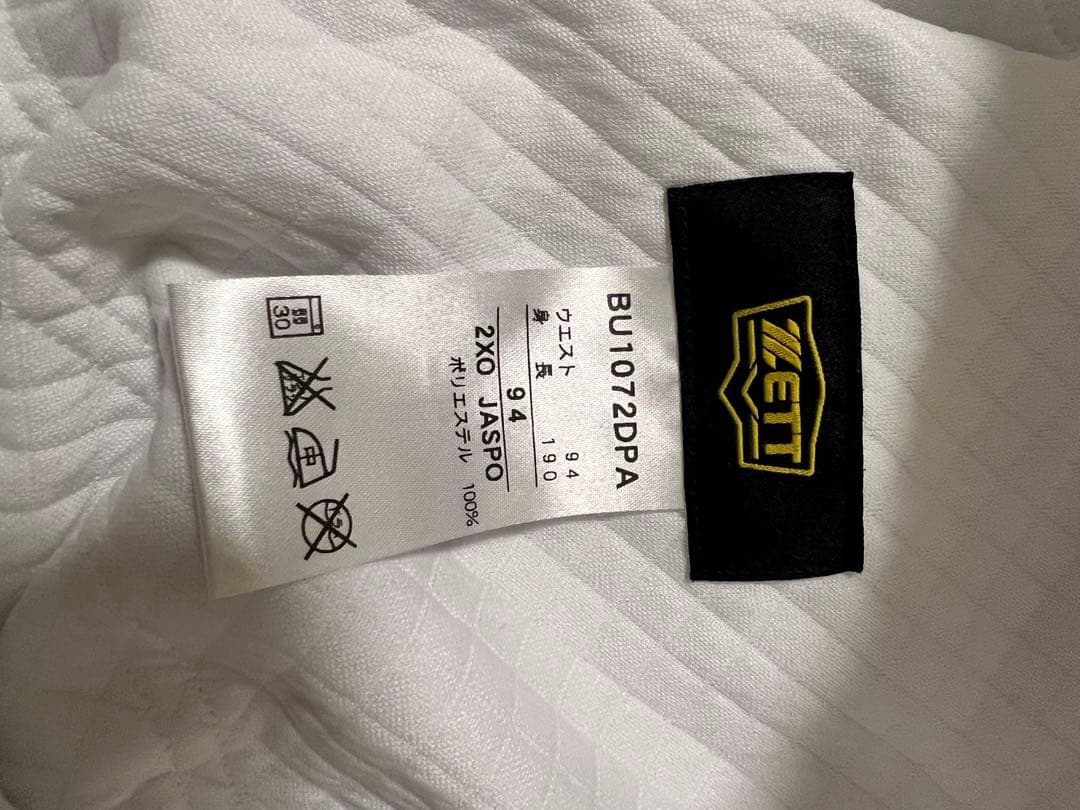 ZETT
BU1072DPA
ウエスト 94
身長 190
94
2XO JASPO
ポリエステル 100%
30
中